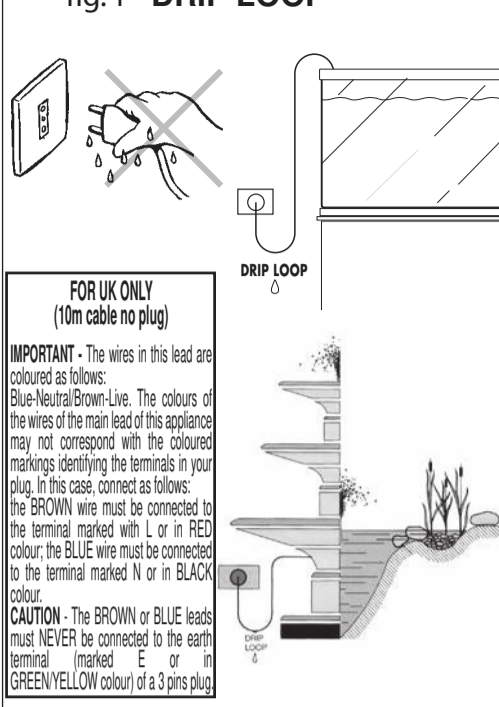 fig. 1 DRIP LOOP
DRIP LOOP
FOR UK ONLY
(10m cable no plug)
IMPORTANT - The wires in this lead are
coloured as follows:
Blue-Neutral/Brown-Live. The colours of
the wires of the main lead of this appliance
may not correspond with the coloured
markings identifying the terminals in your
plug. In this case, connect as follows:
the BROWN wire must be connected to
the terminal marked with L or in RED
colour; the BLUE wire must be connected
to the terminal marked N or in BLACK
colour.
CAUTION - The BROWN or BLUE leads
must NEVER be connected to the earth
terminal (marked E or in
GREEN/YELLOW colour) of a 3 pins plug.
DRIP
LOOP